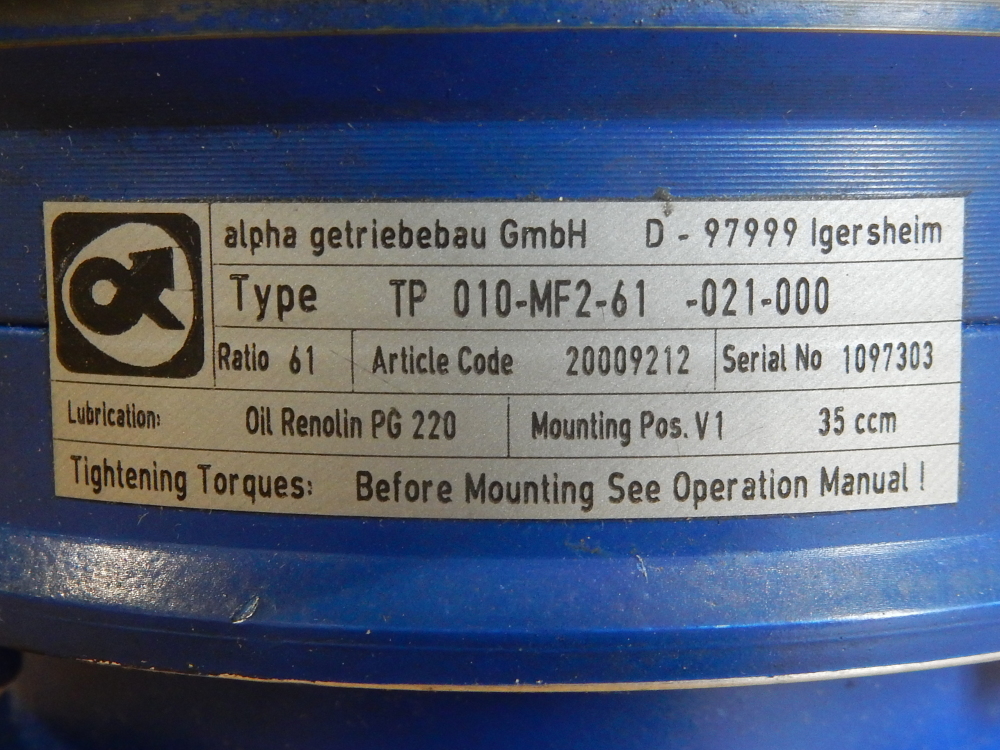 alpha getriebebau GmbH D - 97999 Igersheim
Type TP 010-MF2-61 -021-000
Ratio 61 Article Code 20009212 Serial No 1097303
Lubrication: Oil Renolin PG 220 Mounting Pos. V1 35 ccm
Tightening Torques: Before Mounting See Operation Manual !